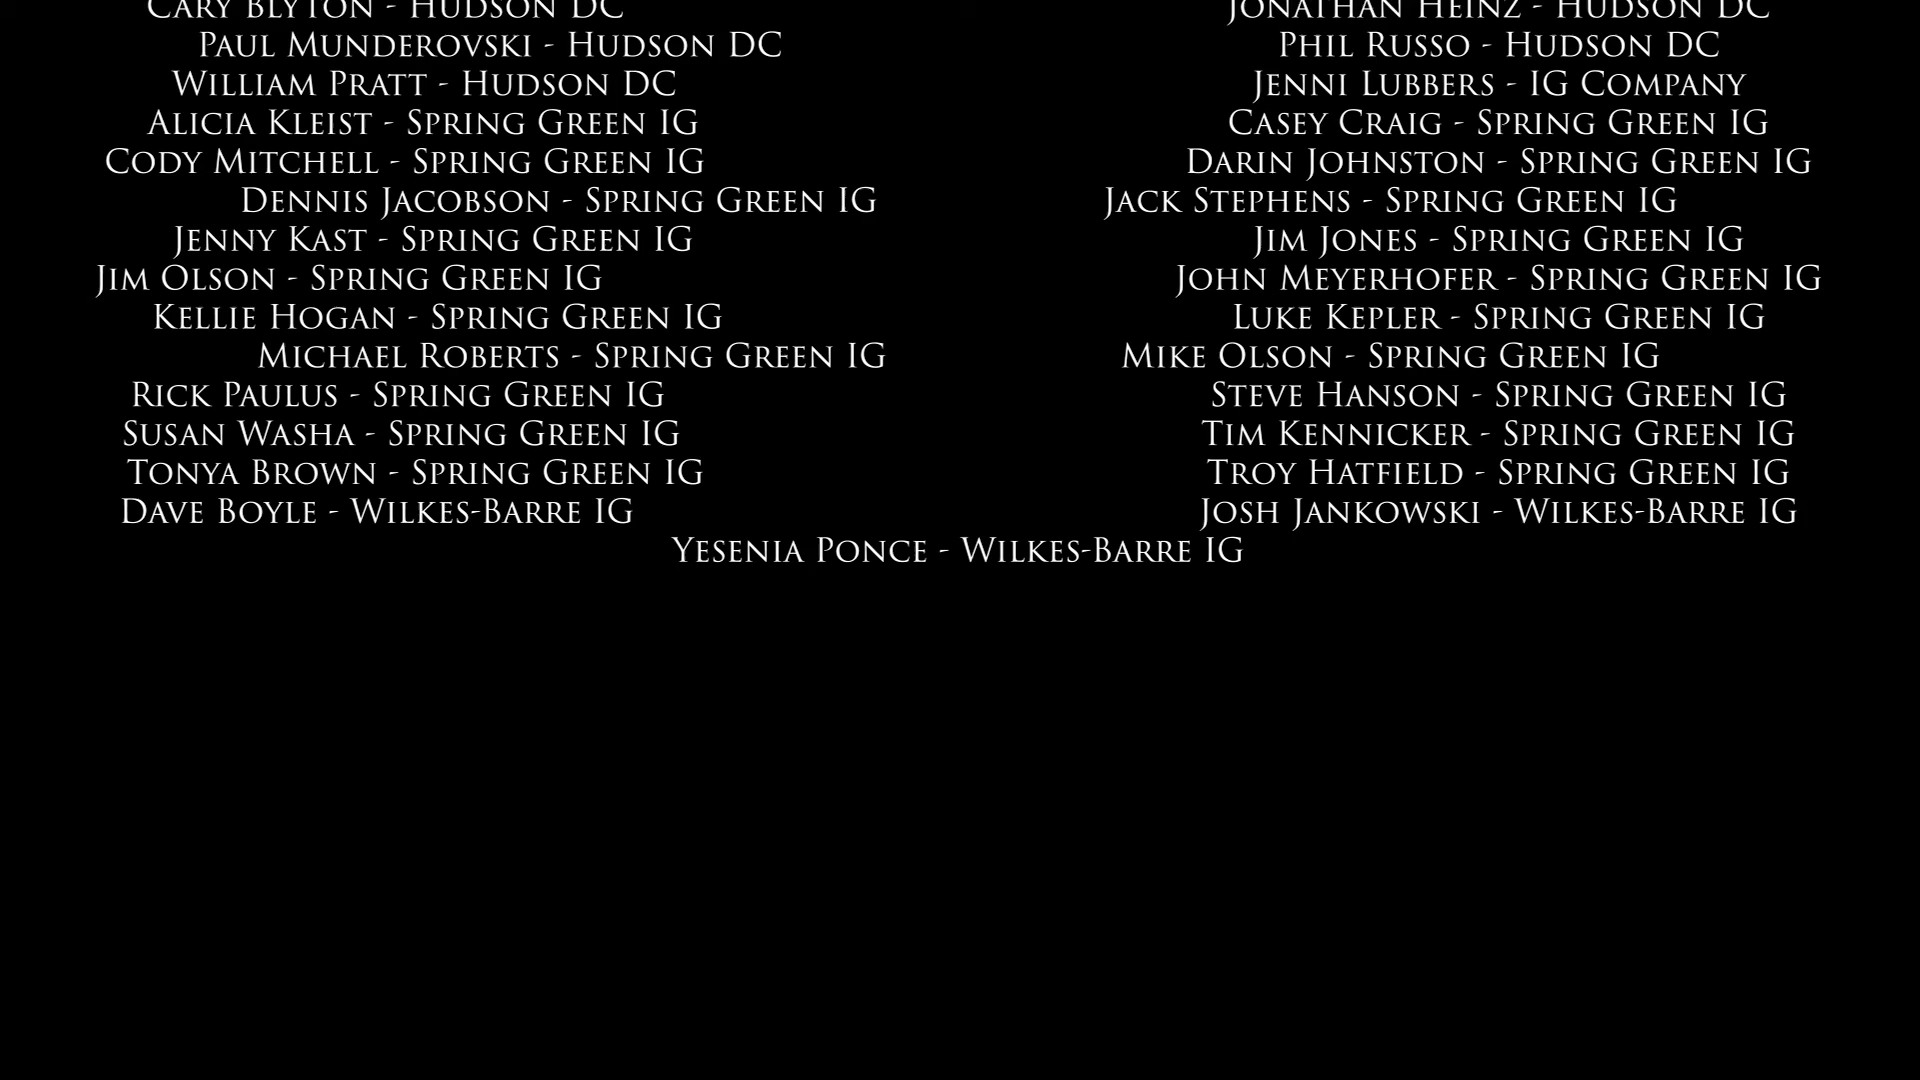 Cary Blyton - Hudson DC Jonathan Heinz - Hudson DC
Paul Munderovski - Hudson DC Phil Russo - Hudson DC
William Pratt - Hudson DC Jenni Lubbers - IG Company
Alicia Kleist - Spring Green IG Casey Craig - Spring Green IG
Cody Mitchell - Spring Green IG Darin Johnston - Spring Green IG
Dennis Jacobson - Spring Green IG Jack Stephens - Spring Green IG
Jenny Kast - Spring Green IG Jim Jones - Spring Green IG
Jim Olson - Spring Green IG John Meyerhofer - Spring Green IG
Kellie Hogan - Spring Green IG Luke Kepler - Spring Green IG
Michael Roberts - Spring Green IG Mike Olson - Spring Green IG
Rick Paulus - Spring Green IG Steve Hanson - Spring Green IG
Susan Washa - Spring Green IG Tim Kennicker - Spring Green IG
Tonya Brown - Spring Green IG Troy Hatfield - Spring Green IG
Dave Boyle - Wilkes-Barre IG Josh Jankowski - Wilkes-Barre IG
Yesenia Ponce - Wilkes-Barre IG